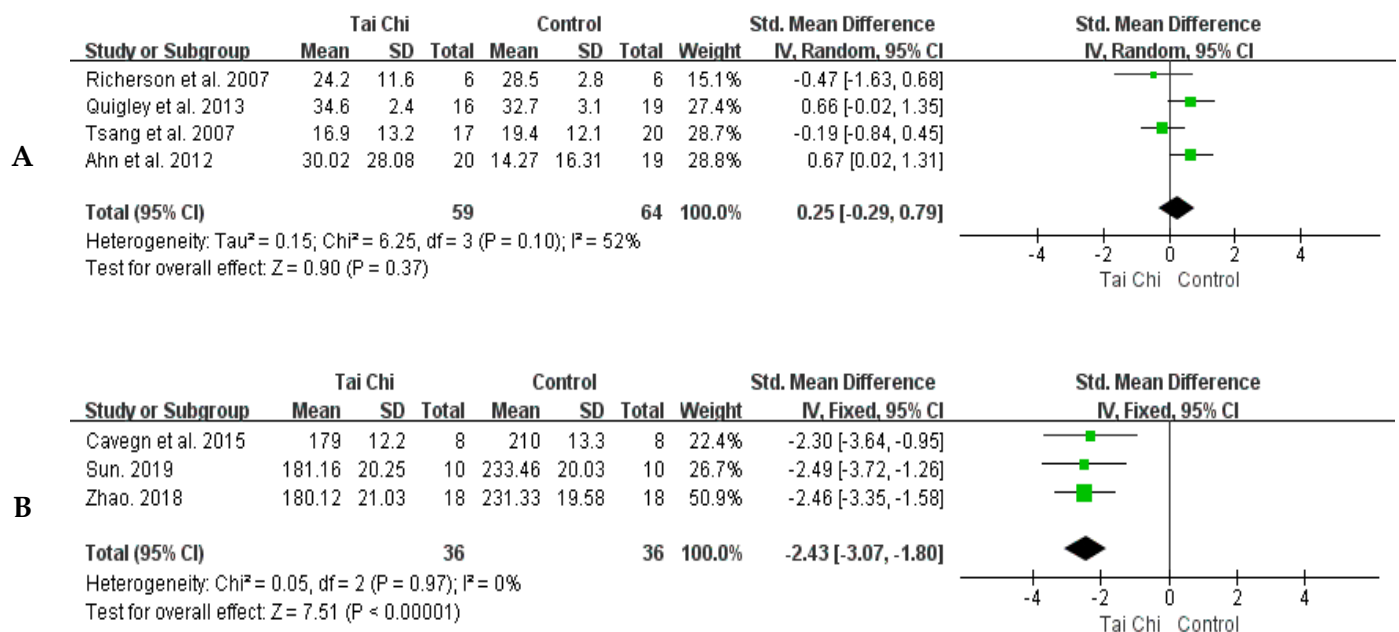 A
Tai Chi Control Std. Mean Difference Std. Mean Difference
Study or Subgroup Mean SD Total Mean SD Total Weight IV, Random, 95% CI IV, Random, 95% CI
Richerson et al. 2007 24.2 11.6 6 28.5 2.8 6 15.1% -0.47 [-1.63, 0.68]
Quigley et al. 2013 34.6 2.4 16 32.7 3.1 19 27.4% 0.66 [-0.02, 1.35]
Tsang et al. 2007 16.9 13.2 17 19.4 12.1 20 28.7% -0.19 [-0.84, 0.45]
Ahn et al. 2012 30.02 28.08 20 14.27 16.31 19 28.8% 0.67 [0.02, 1.31]
Total (95% CI) 59 64 100.0% 0.25 [-0.29, 0.79]
Heterogeneity: Tau² = 0.15; Chi² = 6.25, df = 3 (P = 0.10); I² = 52%
Test for overall effect: Z = 0.90 (P = 0.37)
-4 -2 0 2 4
Tai Chi Control
B
Tai Chi Control Std. Mean Difference Std. Mean Difference
Study or Subgroup Mean SD Total Mean SD Total Weight IV, Fixed, 95% CI IV, Fixed, 95% CI
Cavegn et al. 2015 179 12.2 8 210 13.3 8 22.4% -2.30 [-3.64, -0.95]
Sun. 2019 181.16 20.25 10 233.46 20.03 10 26.7% -2.49 [-3.72, -1.26]
Zhao. 2018 180.12 21.03 18 231.33 19.58 18 50.9% -2.46 [-3.35, -1.58]
Total (95% CI) 36 36 100.0% -2.43 [-3.07, -1.80]
Heterogeneity: Chi² = 0.05, df = 2 (P = 0.97); I² = 0%
Test for overall effect: Z = 7.51 (P < 0.00001)
-4 -2 0 2 4
Tai Chi Control